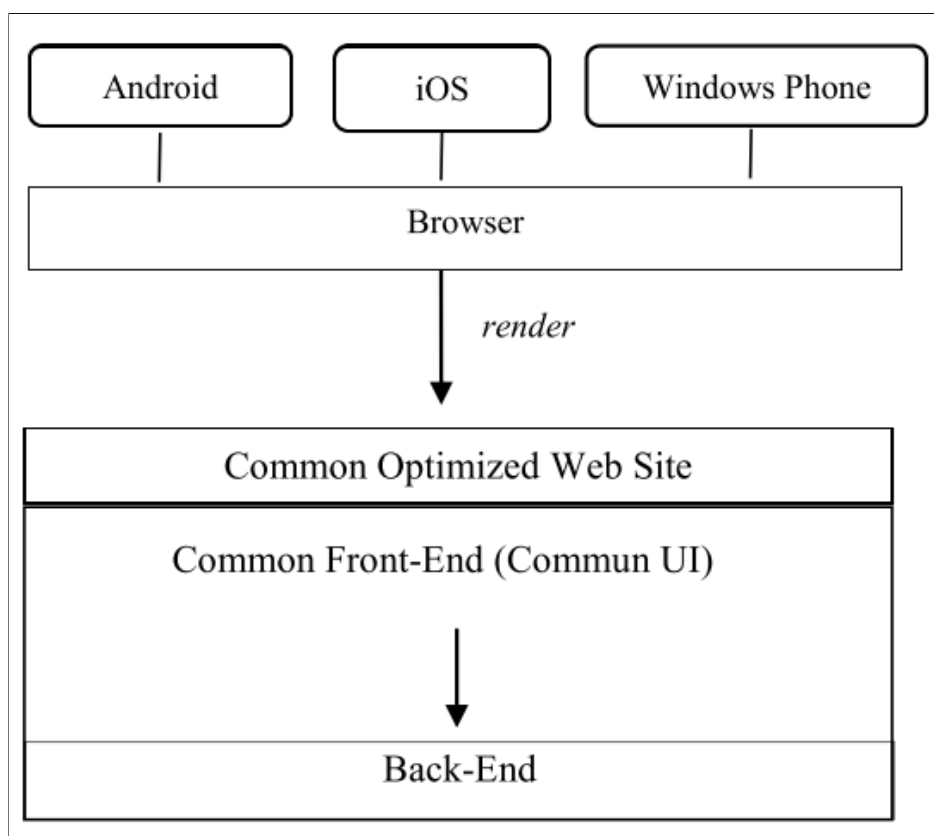 Android
iOS
Windows Phone
Browser
render
Common Optimized Web Site
Common Front-End (Commun UI)
Back-End